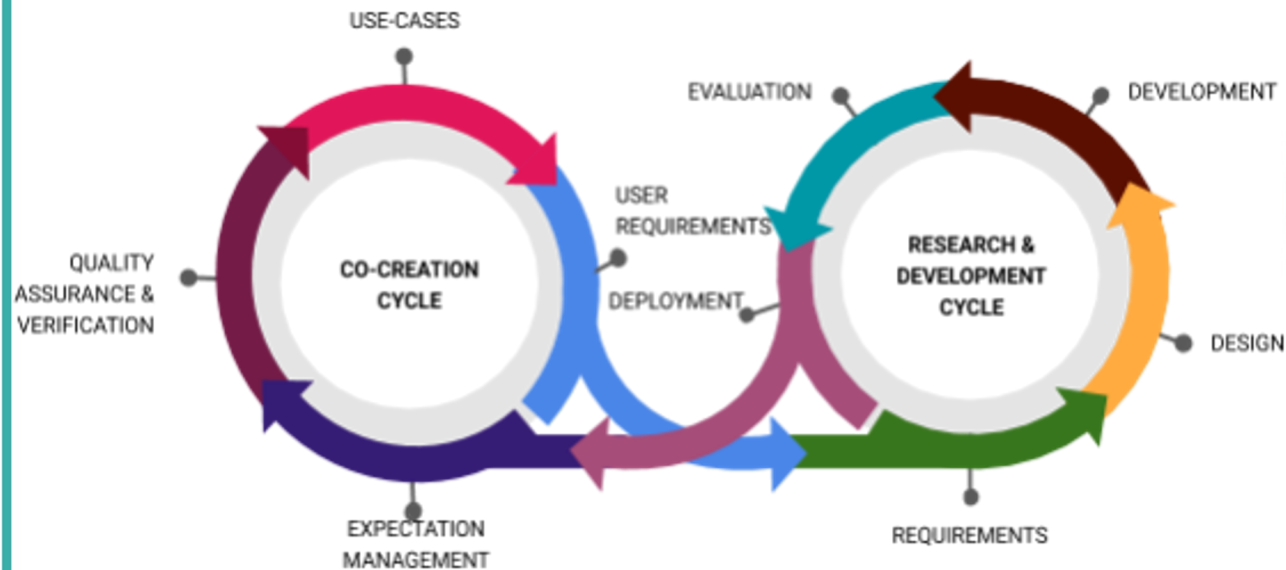 USE-CASES
EVALUATION
DEVELOPMENT
USER
REQUIREMENTS
QUALITY
ASSURANCE &
VERIFICATION
CO-CREATION
CYCLE
RESEARCH &
DEVELOPMENT
CYCLE
DEPLOYMENT
DESIGN
EXPECTATION
MANAGEMENT
REQUIREMENTS